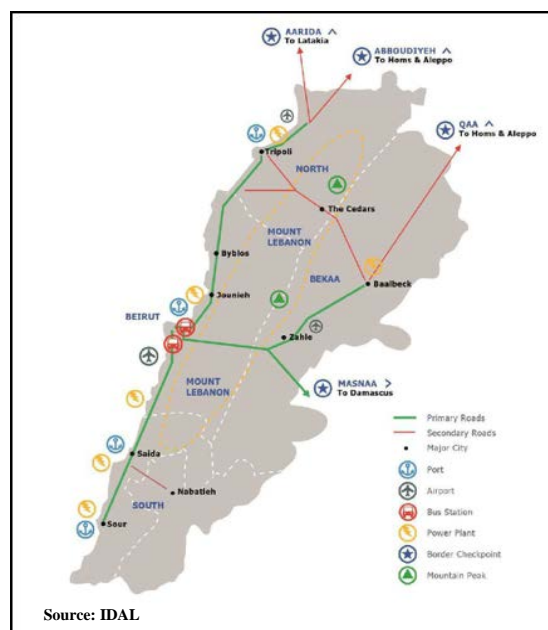 AARIDA ^
To Latakia
ABBOUDIYEH ^
To Homs & Aleppo
QAA ^
To Homs & Aleppo
Tripoli
NORTH
The Cedars
MOUNT
LEBANON
Byblos
BEKAA
Baalbeck
Jounieh
BEIRUT
Zahle
MOUNT
LEBANON
MASNAA >
To Damascus
Saida
Nabatieh
SOUTH
Sour
Primary Roads
Secondary Roads
Major City
Port
Airport
Bus Station
Power Plant
Border Checkpoint
Mountain Peak
Source: IDAL